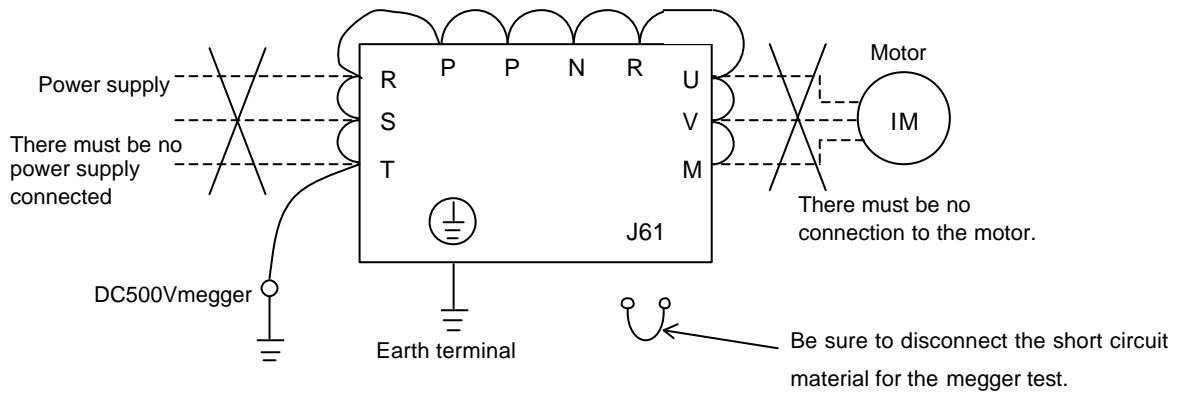 Motor
P P N R
Power supply
R
U
S
V
IM
There must be no
power supply
connected
T
M
There must be no
connection to the motor.
J61
DC500Vmegger
Earth terminal
Be sure to disconnect the short circuit
material for the megger test.